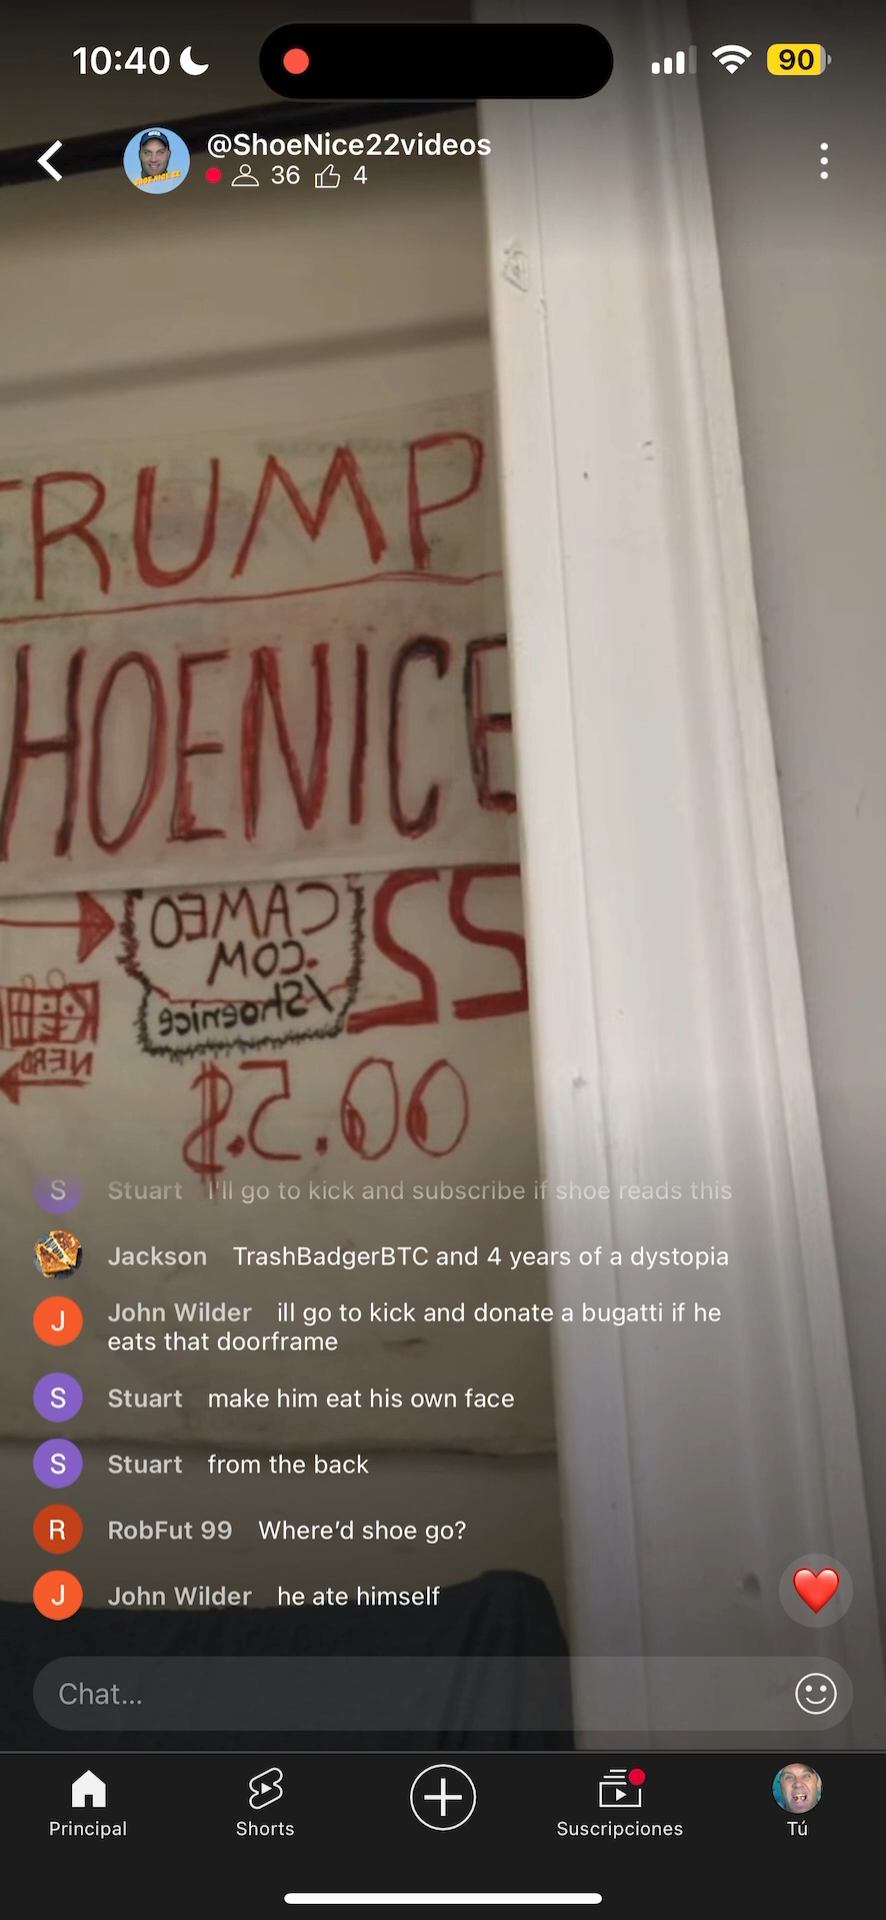 10:40
90
@ShoeNice22videos
36 4
TRUMP
HOENICE
CAMEO
.COM
/Shoenice
22
NERD
$5.00
Stuart I'll go to kick and subscribe if shoe reads this
Jackson TrashBadgerBTC and 4 years of a dystopia
John Wilder ill go to kick and donate a bugatti if he
eats that doorframe
Stuart make him eat his own face
Stuart from the back
RobFut 99 Where'd shoe go?
John Wilder he ate himself
Chat...
Principal
Shorts
Suscripciones
Tú